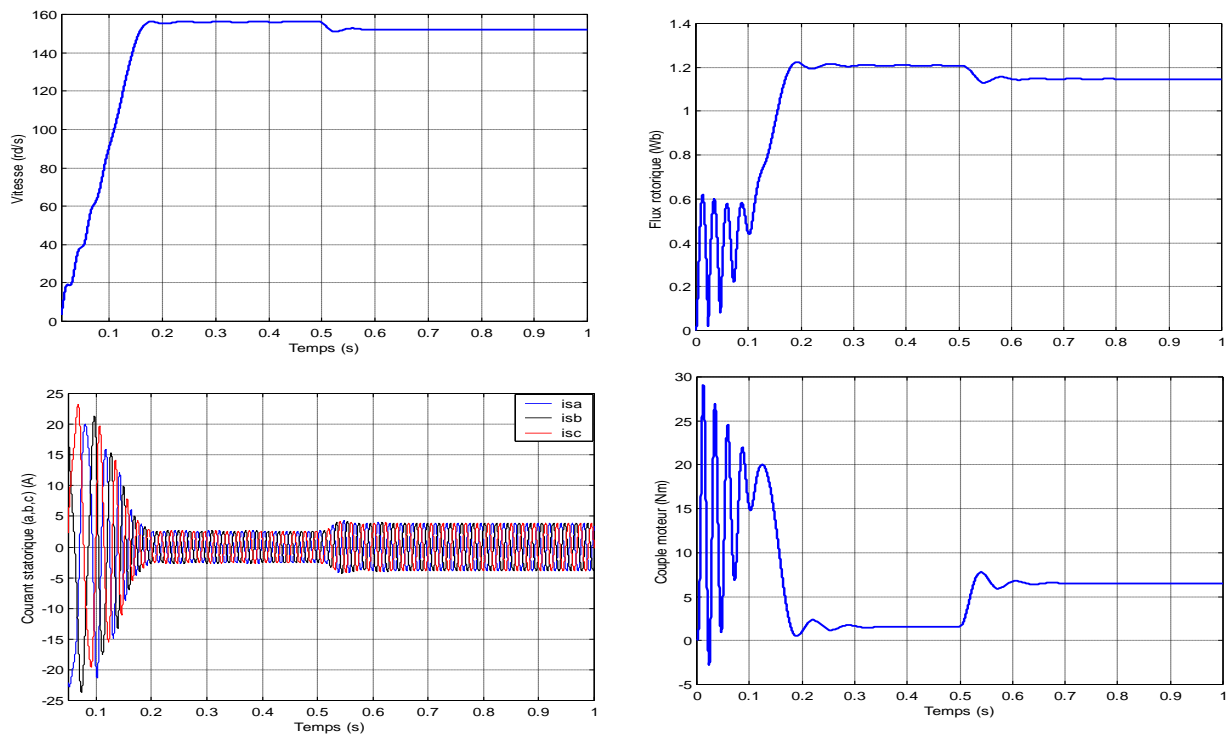 160
140
120
100
80
60
40
20
0
Vitesse (rd/s)
0.1 0.2 0.3 0.4 0.5 0.6 0.7 0.8 0.9 1
Temps (s)
1.4
1.2
1
0.8
0.6
0.4
0.2
0
Flux rotorique (Wb)
0 0.1 0.2 0.3 0.4 0.5 0.6 0.7 0.8 0.9 1
25
20
15
10
5
0
-5
-10
-15
-20
-25
Courant statorique (a,b,c) (A)
isa
isb
isc
0.1 0.2 0.3 0.4 0.5 0.6 0.7 0.8 0.9 1
Temps (s)
30
25
20
15
10
5
0
-5
Couple moteur (Nm)
0 0.1 0.2 0.3 0.4 0.5 0.6 0.7 0.8 0.9 1
Temps (s)